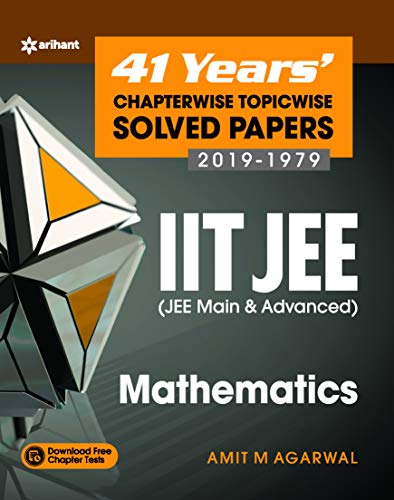 arihant
41 Years'
CHAPTERWISE TOPICWISE
SOLVED PAPERS
2019-1979
IIT JEE
(JEE Main & Advanced)
Mathematics
Download Free
Chapter Tests
AMIT M AGARWAL